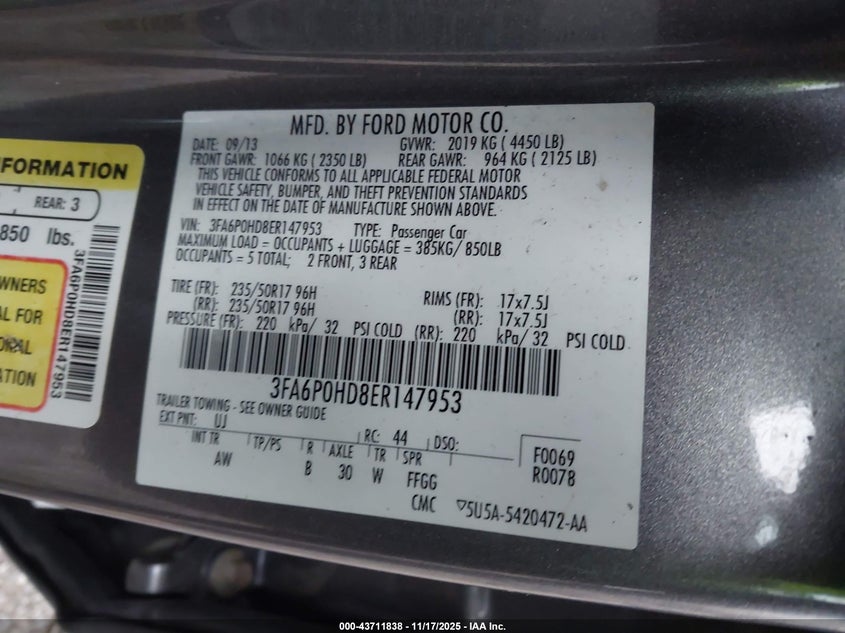 FORMATION
REAR: 3
850 lbs.
WNERS
AL FOR
ATION
3FA6P0HD8ER147953
MFD. BY FORD MOTOR CO.
DATE: 09/13 GVWR: 2019 KG ( 4450 LB)
FRONT GAWR: 1066 KG ( 2350 LB) REAR GAWR: 964 KG ( 2125 LB)
THIS VEHICLE CONFORMS TO ALL APPLICABLE FEDERAL MOTOR
VEHICLE SAFETY, BUMPER, AND THEFT PREVENTION STANDARDS
IN EFFECT ON THE DATE OF MANUFACTURE SHOWN ABOVE.
VIN: 3FA6P0HD8ER147953 TYPE: Passenger Car
MAXIMUM LOAD = OCCUPANTS + LUGGAGE = 385KG/ 850LB
OCCUPANTS = 5 TOTAL; 2 FRONT, 3 REAR
TIRE (FR): 235/50R17 96H RIMS (FR): 17x7.5J
(RR): 235/50R17 96H (RR): 17x7.5J
PRESSURE (FR): 220 kPa/ 32 PSI COLD (RR): 220 kPa/ 32 PSI COLD
3FA6P0HD8ER147953
TRAILER TOWING - SEE OWNER GUIDE
EXT PNT: UJ RC: 44 DSO: F0069
INT TR TP/PS R AXLE TR SPR R0078
AW B 30 W FFGG
CMC ▽5U5A-5420472-AA
000-43711838 - 11/17/2025 - IAA Inc.